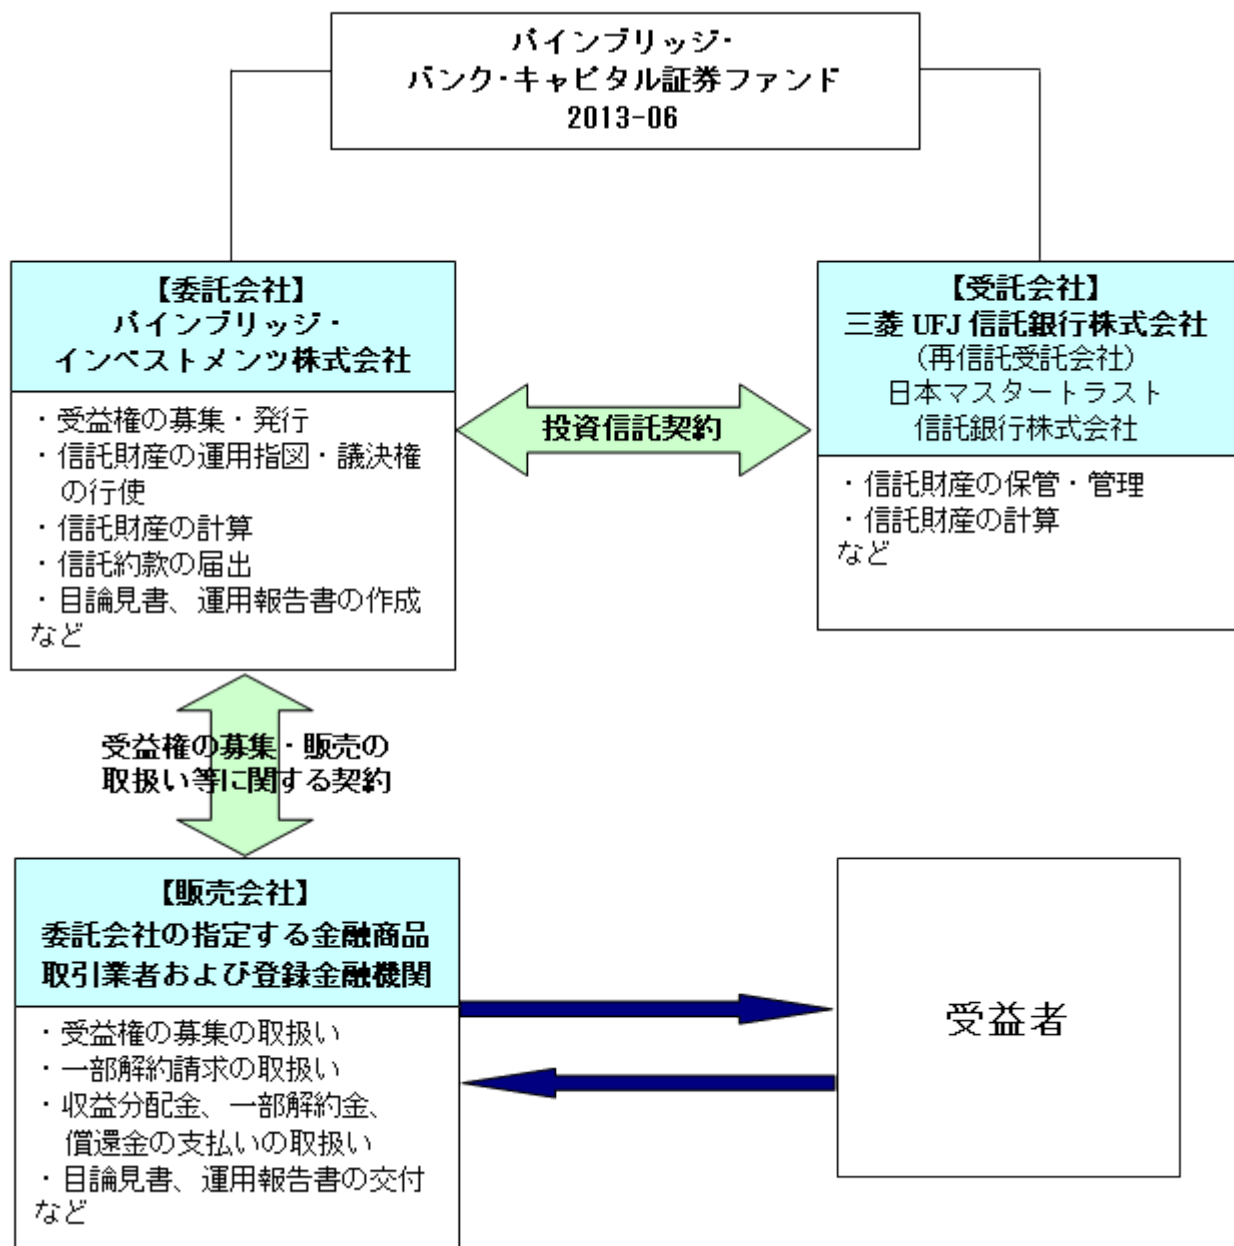 パインブリッジ・
バンク・キャピタル証券ファンド
2013-06
【委託会社】
パインブリッジ・
インベストメンツ株式会社
・受益権の募集・発行
・信託財産の運用指図・議決権
の行使
・信託財産の計算
・信託約款の届出
・目論見書、運用報告書の作成
など
投資信託契約
【受託会社】
三菱 UFJ 信託銀行株式会社
（再信託受託会社）
日本マスタートラスト
信託銀行株式会社
・信託財産の保管・管理
・信託財産の計算
など
受益権の募集・販売の
取扱い等に関する契約
【販売会社】
委託会社の指定する金融商品
取引業者および登録金融機関
・受益権の募集の取扱い
・一部解約請求の取扱い
・収益分配金、一部解約金、
償還金の支払いの取扱い
・目論見書、運用報告書の交付
など
受益者